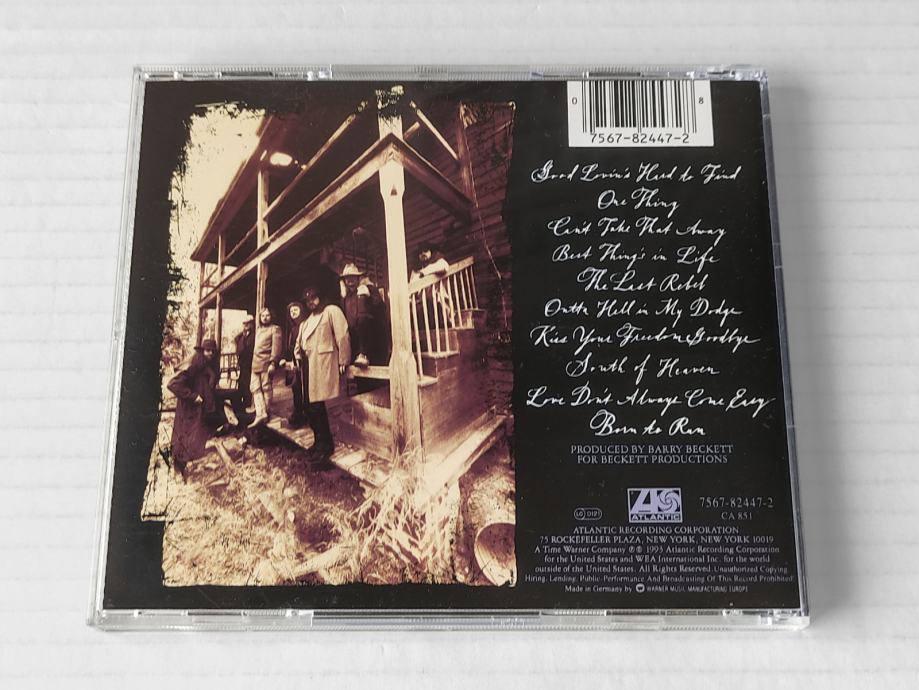 0 8
7567-82447-2
Good Lovin's Hard to Find
One Thing
Can't Take That Away
Best Things in Life
The Last Rebel
Outta Hell in My Dodge
Kiss Your Freedom Goodbye
South of Heaven
Love Don't Always Come Easy
Born to Run
PRODUCED BY BARRY BECKETT
FOR BECKETT PRODUCTIONS
LC 0121
ATLANTIC
7567-82447-2
CA 851
ATLANTIC RECORDING CORPORATION
75 ROCKEFELLER PLAZA, NEW YORK, NEW YORK 10019
A Time Warner Company ℗© 1993 Atlantic Recording Corporation
for the United States and WEA International Inc. for the world
outside of the United States. All Rights Reserved. Unauthorized Copying,
Hiring, Lending, Public Performance And Broadcasting Of This Record Prohibited!
Made in Germany by WARNER MUSIC MANUFACTURING EUROPE